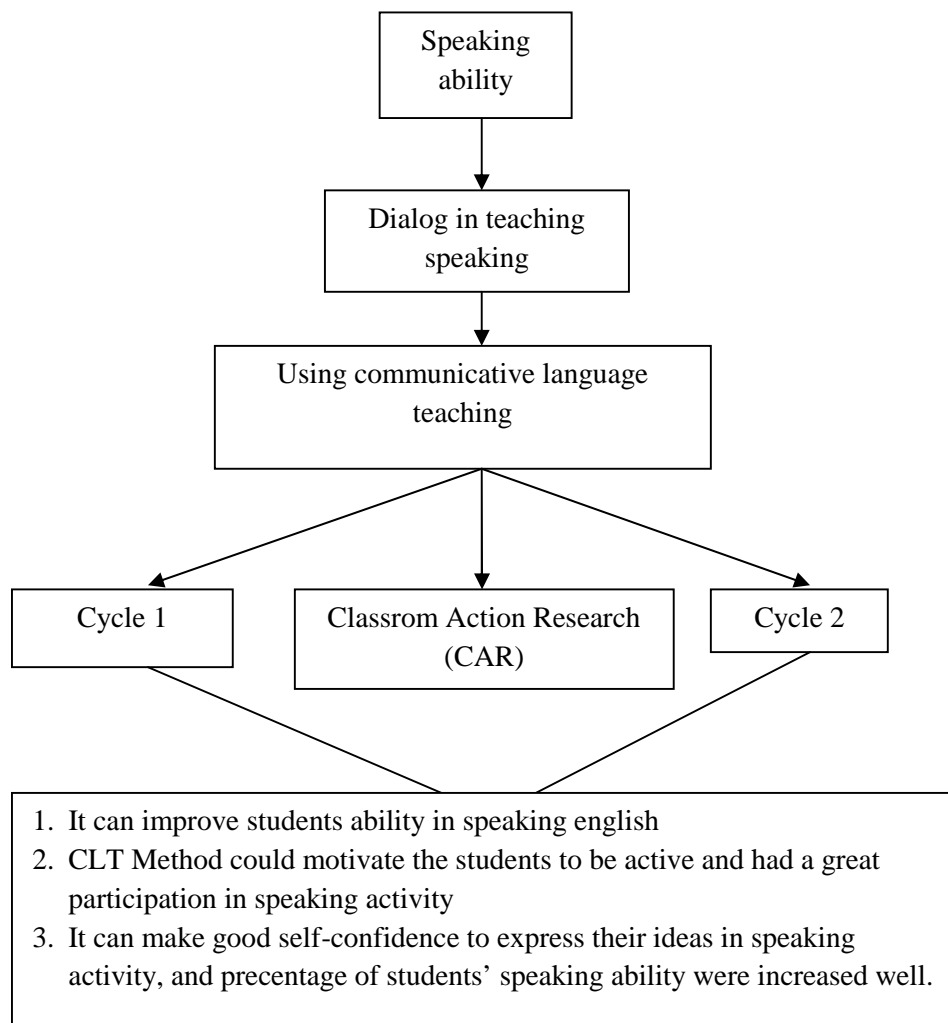 Speaking
ability
Dialog in teaching
speaking
Using communicative language
teaching
Cycle 1
Classrom Action Research
(CAR)
Cycle 2
1. It can improve students ability in speaking english
2. CLT Method could motivate the students to be active and had a great
participation in speaking activity
3. It can make good self-confidence to express their ideas in speaking
activity, and precentage of students’ speaking ability were increased well.